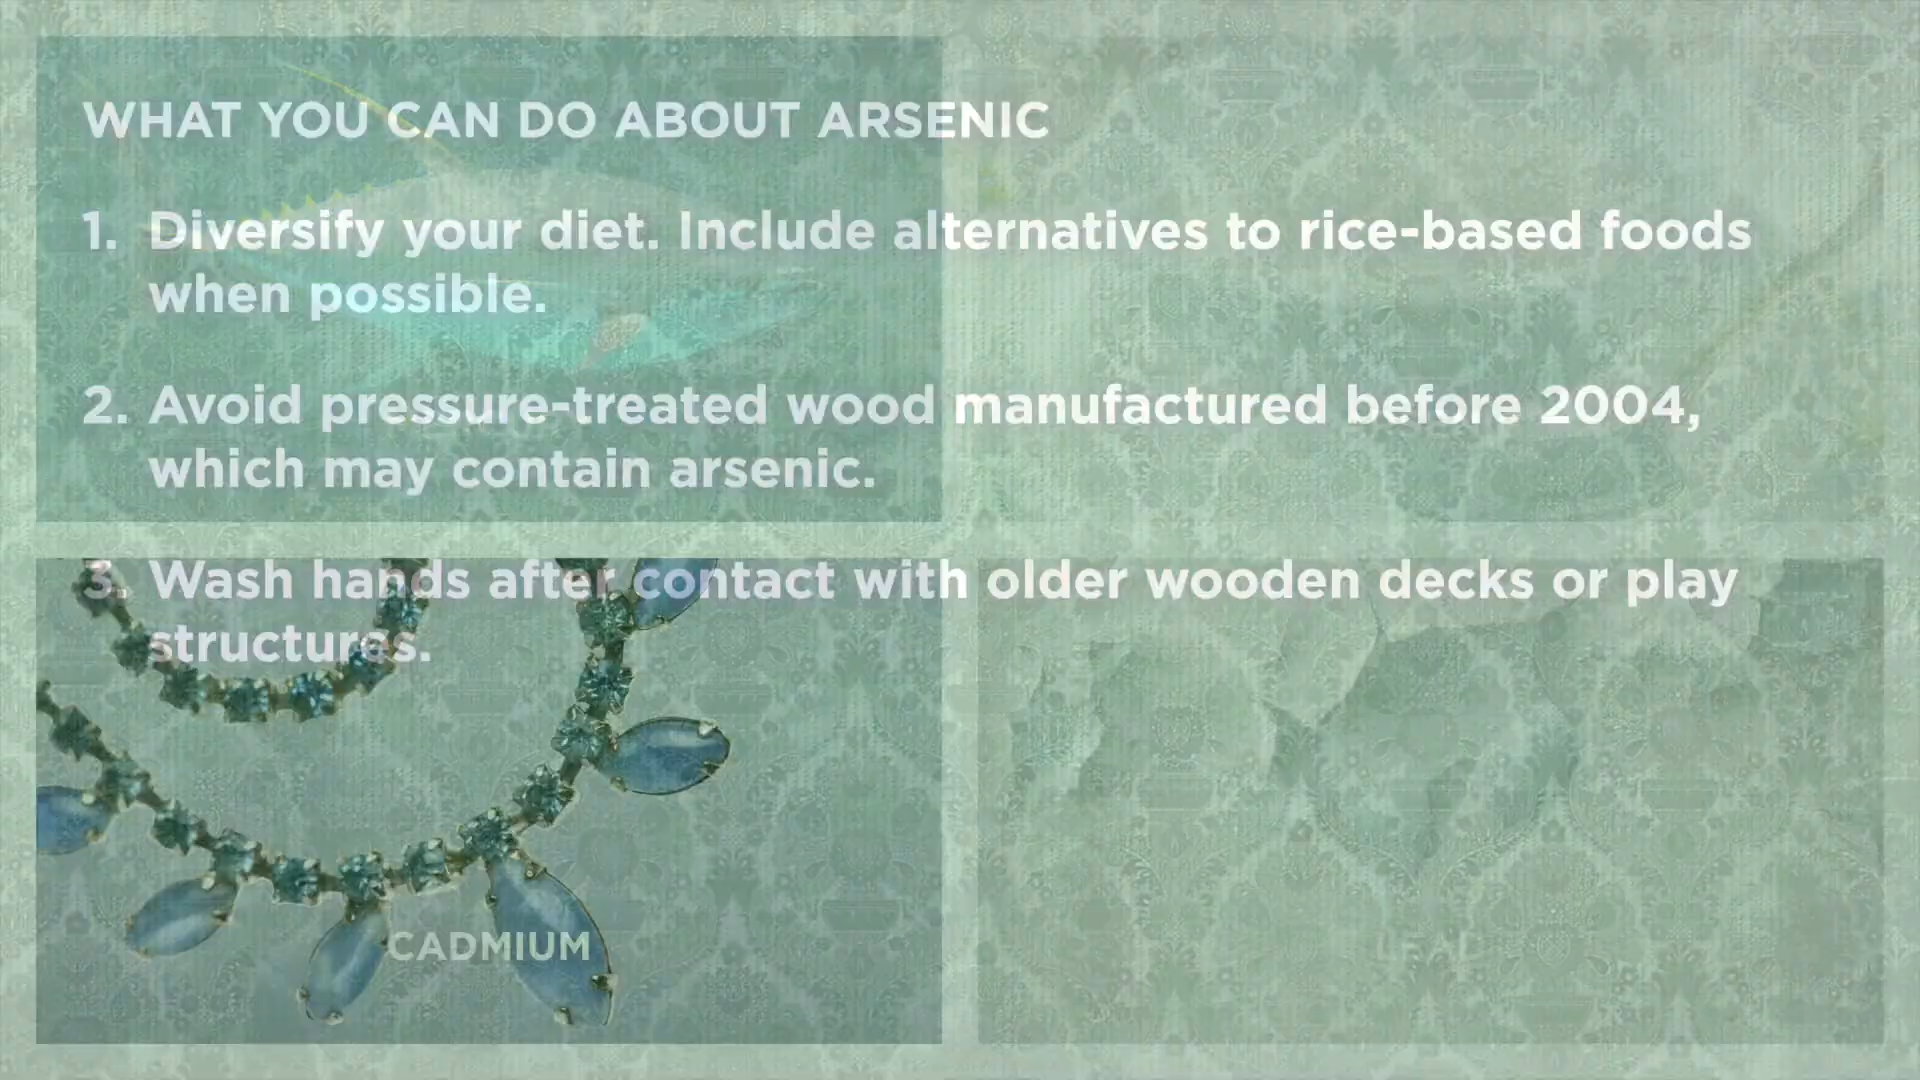 WHAT YOU CAN DO ABOUT ARSENIC
1. Diversify your diet. Include alternatives to rice-based foods
when possible.
2. Avoid pressure-treated wood manufactured before 2004,
which may contain arsenic.
3. Wash hands after contact with older wooden decks or play
structures.
CADMIUM
LEAD